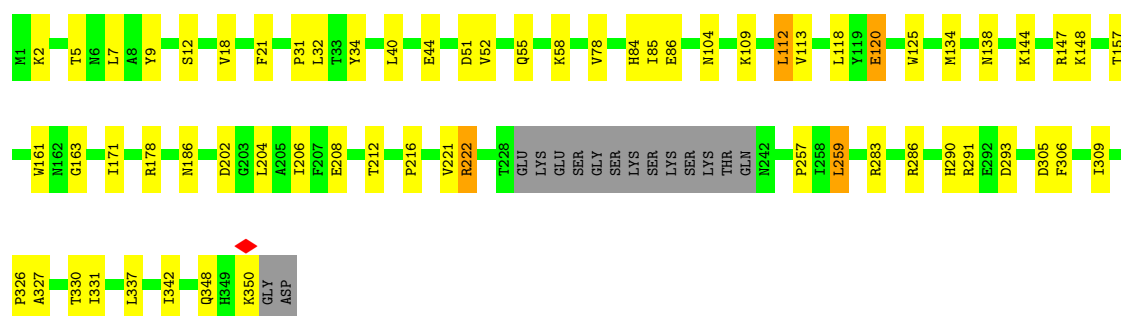 M1 K2 T5 N6 L7 A8 Y9 S12 V18 F21 P31 L32 T33 Y34 L40 E44 D51 V52 Q55 K58 V78 H84 I85 E86 N104 K109 L112 V113 L118 Y119 E120 W125 M134 N138 K144 R147 K148 T157
W161 N162 G163 I171 R178 N186 D202 G203 L204 A205 I206 F207 E208 T212 P216 V221 R222 T228 GLU LYS GLU SER GLY SER LYS SER LYS SER LYS THR GLN N242 P257 I258 L259 R283 R286 H290 R291 E292 D293 D305 F306 I309
P326 A327 T330 I331 L337 I342 Q348 H349 K350 GLY ASP